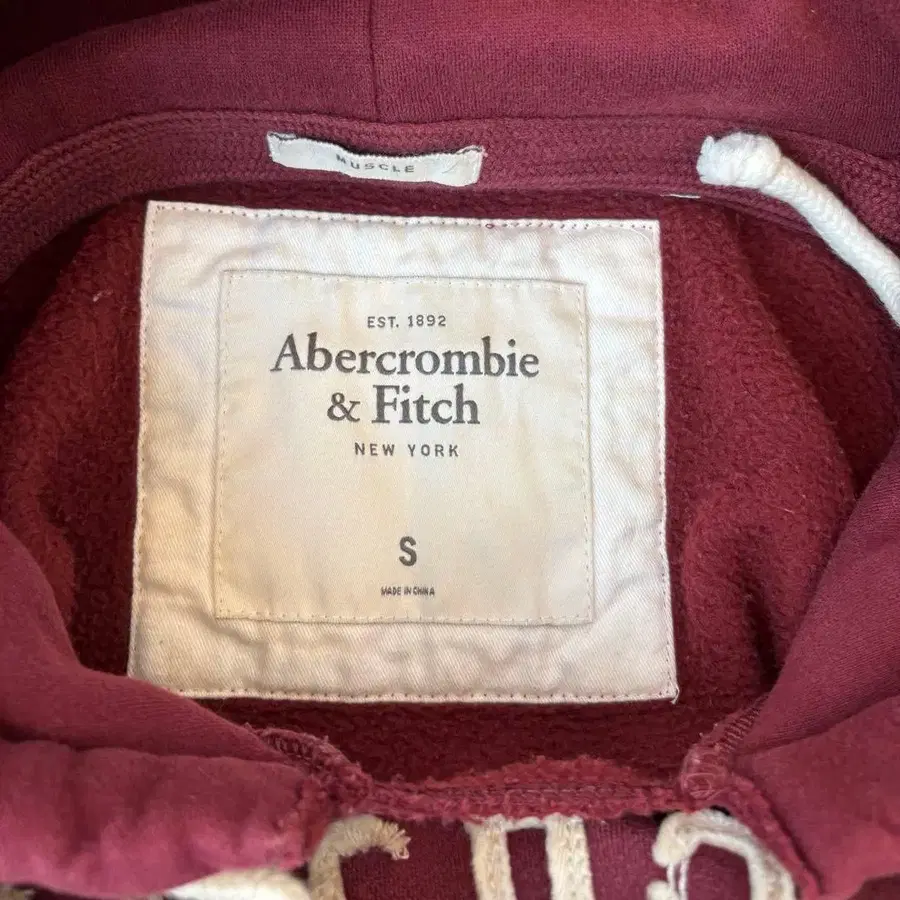 MUSCLE
EST. 1892
Abercrombie
& Fitch
NEW YORK
S
MADE IN CHINA